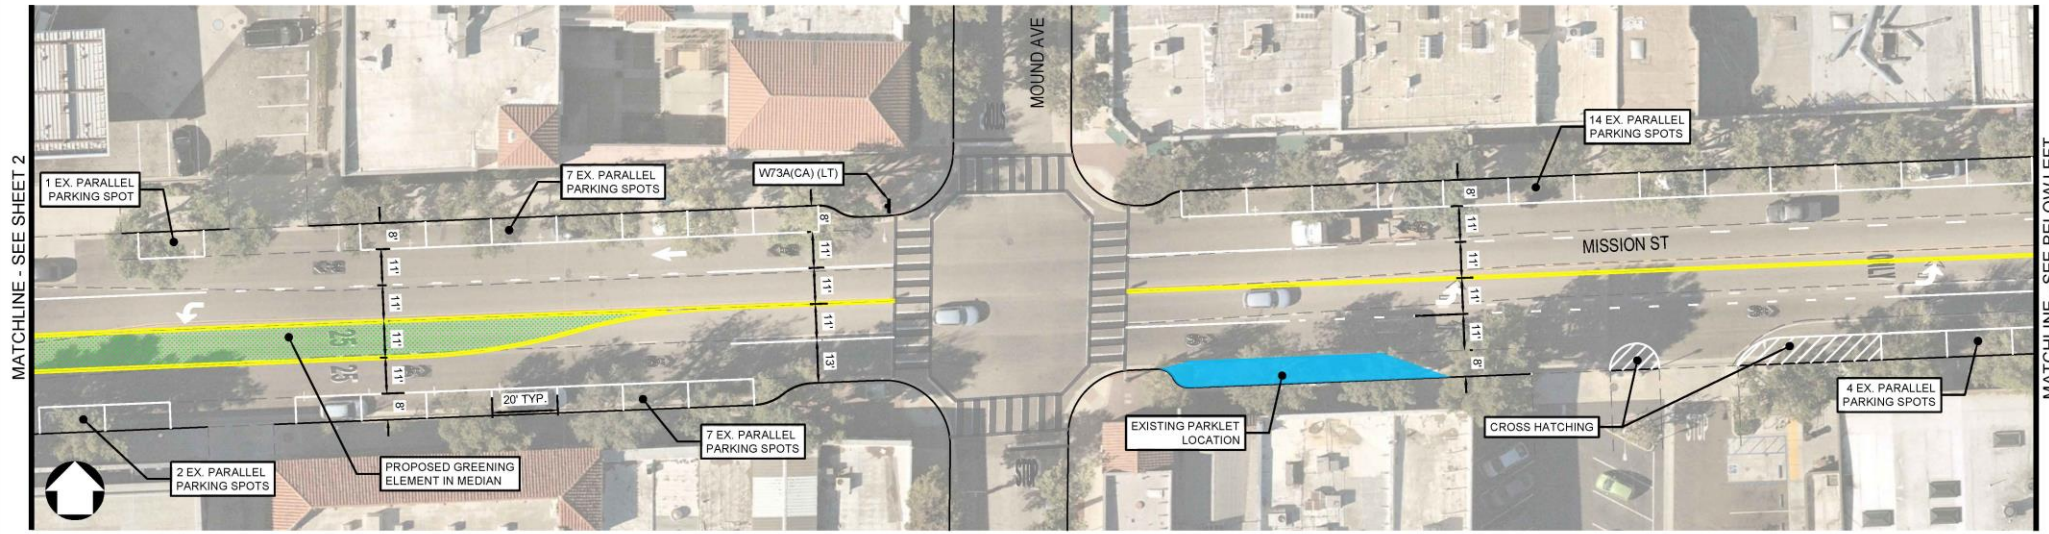 MATCHLINE - SEE SHEET 2
1 EX. PARALLEL
PARKING SPOT
7 EX. PARALLEL
PARKING SPOTS
W73A(CA) (LT)
MOUND AVE
STOP
14 EX. PARALLEL
PARKING SPOTS
MISSION ST
ONLY
8'
11'
11'
11'
11'
8'
8'
11'
11'
11'
13'
8'
11'
11'
11'
11'
8'
25
25
20' TYP.
2 EX. PARALLEL
PARKING SPOTS
PROPOSED GREENING
ELEMENT IN MEDIAN
7 EX. PARALLEL
PARKING SPOTS
STOP
EXISTING PARKLET
LOCATION
CROSS HATCHING
4 EX. PARALLEL
PARKING SPOTS
MATCHLINE - SEE BELOW LEFT